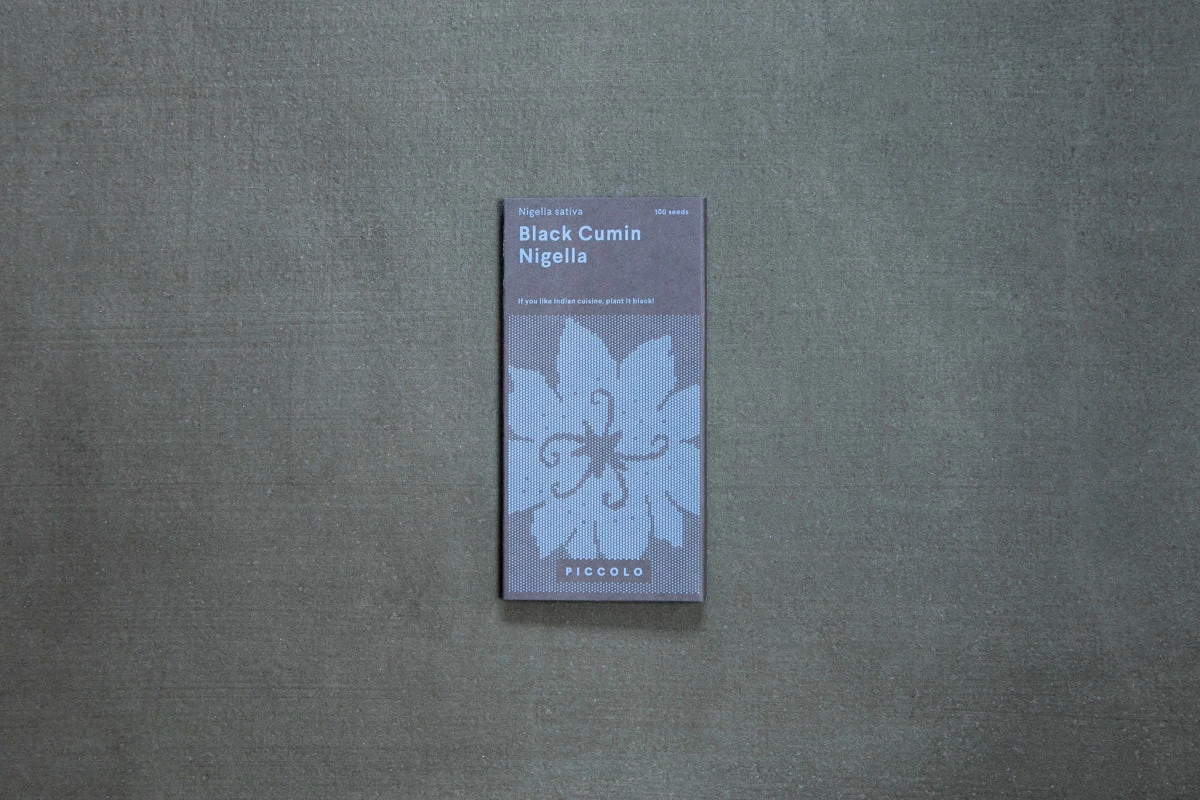 Nigella sativa
100 seeds
Black Cumin
Nigella
If you like Indian cuisine, plant it black!
PICCOLO